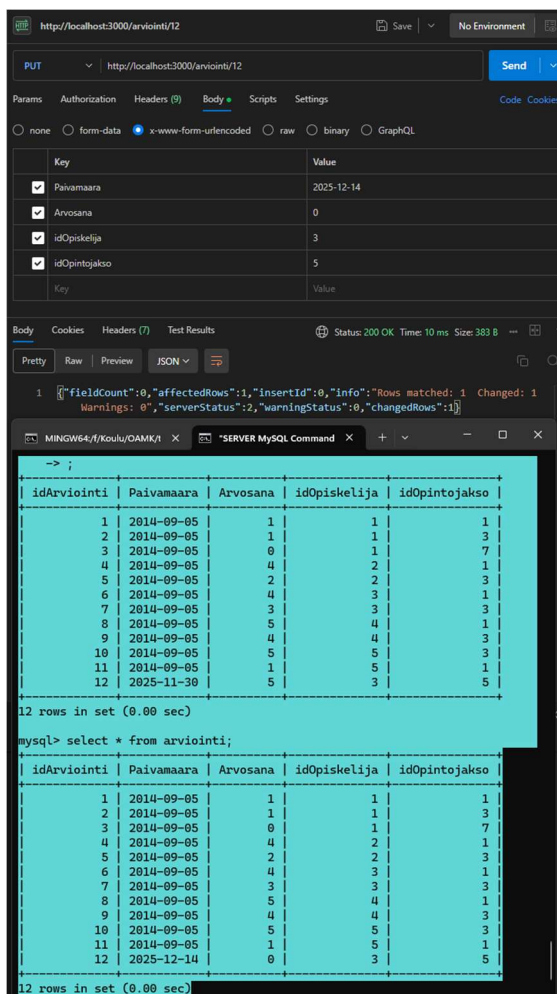 HTTP http://localhost:3000/arviointi/12 Save No Environment
PUT http://localhost:3000/arviointi/12 Send
Params Authorization Headers (9) Body Scripts Settings Code Cookies
none form-data x-www-form-urlencoded raw binary GraphQL
Key Value
Paivamaara 2025-12-14
Arvosana 0
idOpiskelija 3
idOpintojakso 5
Key Value
Body Cookies Headers (7) Test Results Status: 200 OK Time: 10 ms Size: 383 B
Pretty Raw Preview JSON
1 {"fieldCount":0,"affectedRows":1,"insertId":0,"info":"Rows matched: 1 Changed: 1
Warnings: 0","serverStatus":2,"warningStatus":0,"changedRows":1}
MINGW64:/f/Koulu/OAMK/t X "SERVER MySQL Command X + - X
-> ;
+-------------+------------+----------+--------------+---------------+
| idArviointi | Paivamaara | Arvosana | idOpiskelija | idOpintojakso |
+-------------+------------+----------+--------------+---------------+
| 1 | 2014-09-05 | 1 | 1 | 1 |
| 2 | 2014-09-05 | 1 | 1 | 3 |
| 3 | 2014-09-05 | 0 | 1 | 7 |
| 4 | 2014-09-05 | 4 | 2 | 1 |
| 5 | 2014-09-05 | 2 | 2 | 3 |
| 6 | 2014-09-05 | 4 | 3 | 1 |
| 7 | 2014-09-05 | 3 | 3 | 3 |
| 8 | 2014-09-05 | 5 | 4 | 1 |
| 9 | 2014-09-05 | 4 | 4 | 3 |
| 10 | 2014-09-05 | 5 | 5 | 3 |
| 11 | 2014-09-05 | 1 | 5 | 1 |
| 12 | 2025-11-30 | 5 | 3 | 5 |
+-------------+------------+----------+--------------+---------------+
12 rows in set (0.00 sec)
mysql> select * from arviointi;
+-------------+------------+----------+--------------+---------------+
| idArviointi | Paivamaara | Arvosana | idOpiskelija | idOpintojakso |
+-------------+------------+----------+--------------+---------------+
| 1 | 2014-09-05 | 1 | 1 | 1 |
| 2 | 2014-09-05 | 1 | 1 | 3 |
| 3 | 2014-09-05 | 0 | 1 | 7 |
| 4 | 2014-09-05 | 4 | 2 | 1 |
| 5 | 2014-09-05 | 2 | 2 | 3 |
| 6 | 2014-09-05 | 4 | 3 | 1 |
| 7 | 2014-09-05 | 3 | 3 | 3 |
| 8 | 2014-09-05 | 5 | 4 | 1 |
| 9 | 2014-09-05 | 4 | 4 | 3 |
| 10 | 2014-09-05 | 5 | 5 | 3 |
| 11 | 2014-09-05 | 1 | 5 | 1 |
| 12 | 2025-12-14 | 0 | 3 | 5 |
+-------------+------------+----------+--------------+---------------+
12 rows in set (0.00 sec)